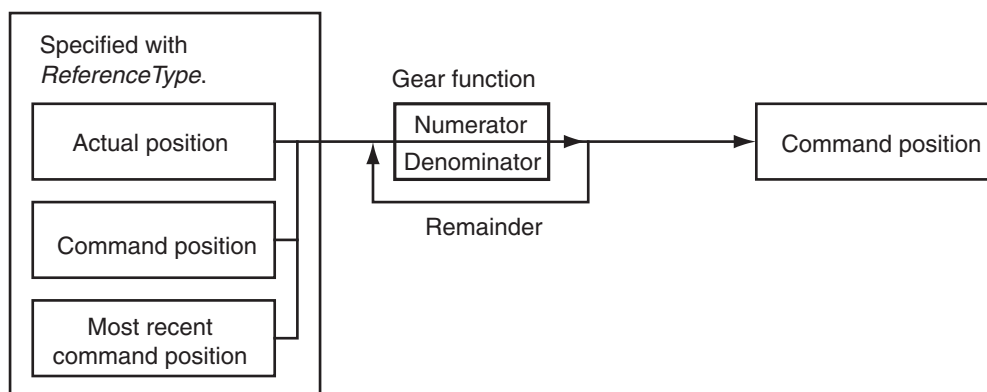 Specified with
ReferenceType.
Actual position
Command position
Most recent
command position
Gear function
Numerator
Denominator
Remainder
Command position